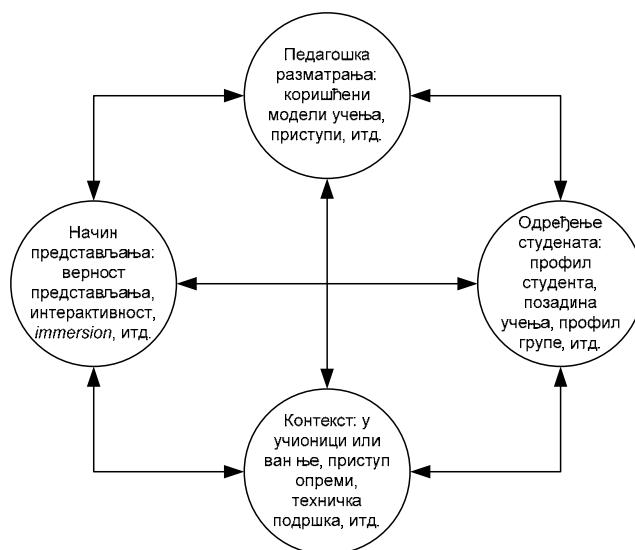 Педагошка
разматрања:
коришћени
модели учења,
приступи, итд.
Начин
представљања:
верност
представљања,
интерактивност,
immersion, итд.
Одређење
студената:
профил
студента,
позадина
учења, профил
групе, итд.
Контекст: у
учионици или
ван ње, приступ
опреми,
техничка
подршка, итд.